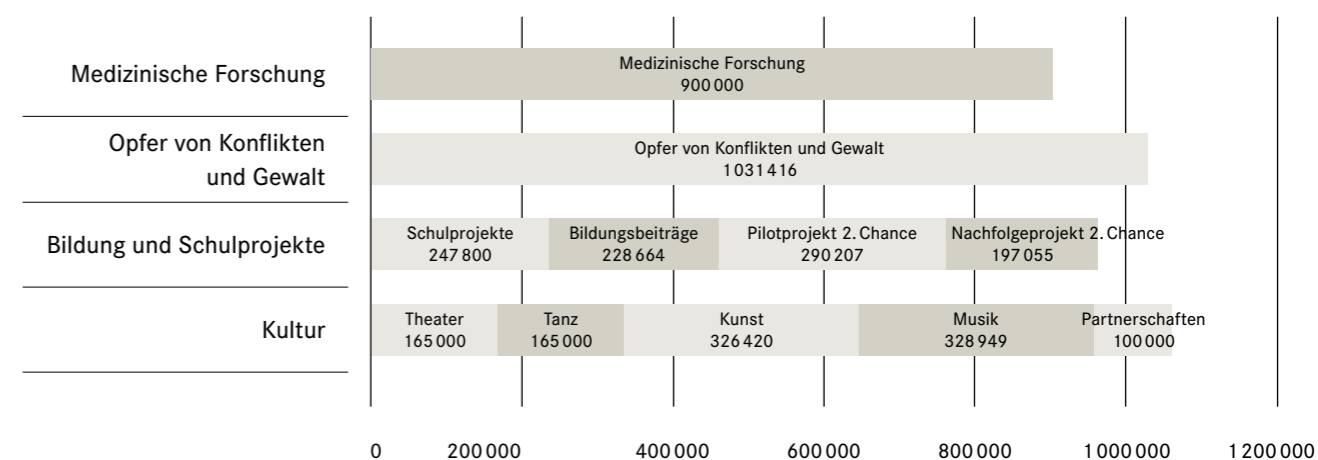 Medizinische Forschung
Medizinische Forschung
900 000
Opfer von Konflikten
und Gewalt
Opfer von Konflikten und Gewalt
1 031 416
Bildung und Schulprojekte
Schulprojekte
247 800
Bildungsbeiträge
228 664
Pilotprojekt 2. Chance
290 207
Nachfolgeprojekt 2. Chance
197 055
Kultur
Theater
165 000
Tanz
165 000
Kunst
326 420
Musik
328 949
Partnerschaften
100 000
0 200 000 400 000 600 000 800 000 1 000 000 1 200 000